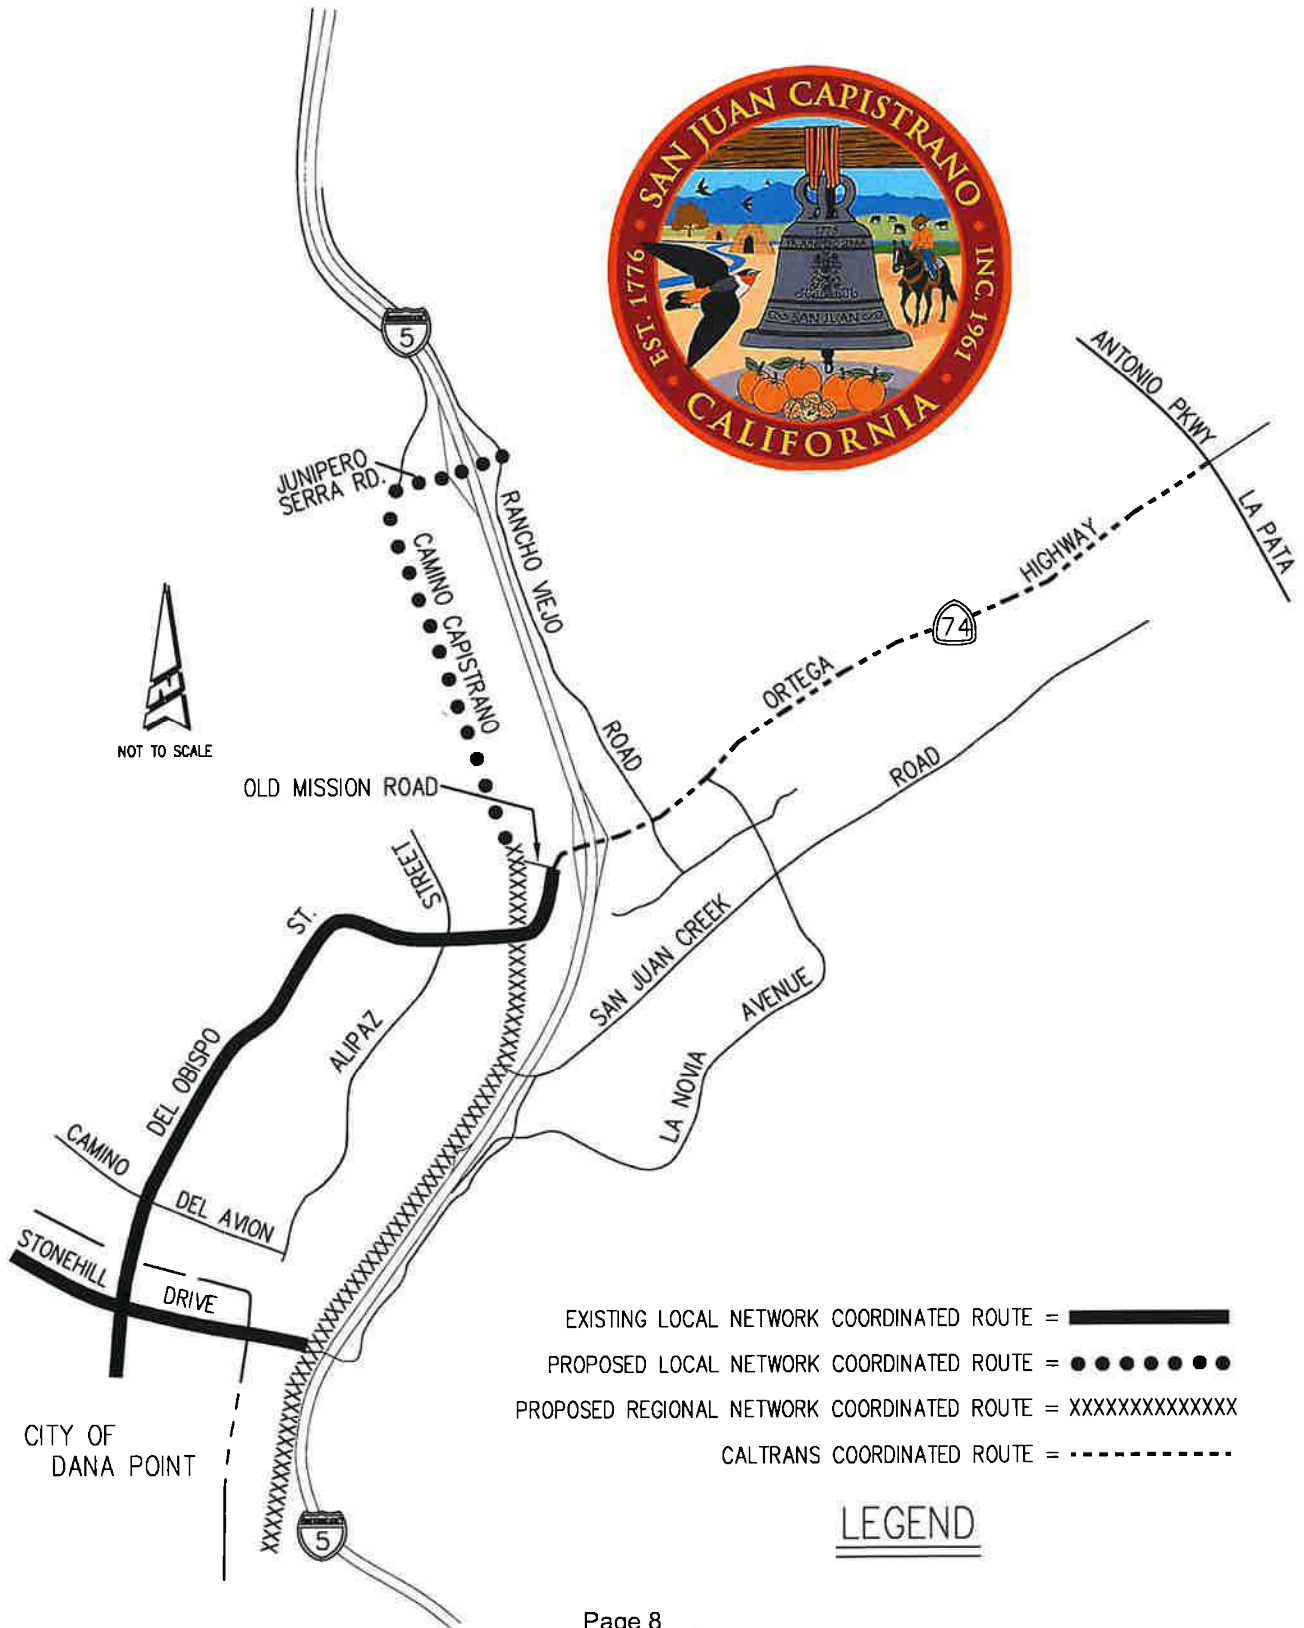 SAN JUAN CAPISTRANO
EST. 1776
INC. 1961
CALIFORNIA
1776
SAN JUAN
5
ANTONIO PKWY
LA PATA
JUNIPERO
SERRA RD.
RANCHO VIEJO
ROAD
CAMINO CAPISTRANO
HIGHWAY
74
ORTEGA
NOT TO SCALE
OLD MISSION ROAD
ROAD
STREET
ST.
SAN JUAN CREEK
AVENUE
ALIPAZ
DEL OBISPO
LA NOVIA
CAMINO
DEL AVION
STONEHILL
DRIVE
EXISTING LOCAL NETWORK COORDINATED ROUTE =
PROPOSED LOCAL NETWORK COORDINATED ROUTE =
PROPOSED REGIONAL NETWORK COORDINATED ROUTE = XXXXXXXXXXXXXX
CALTRANS COORDINATED ROUTE =
CITY OF
DANA POINT
LEGEND
5
Page 8